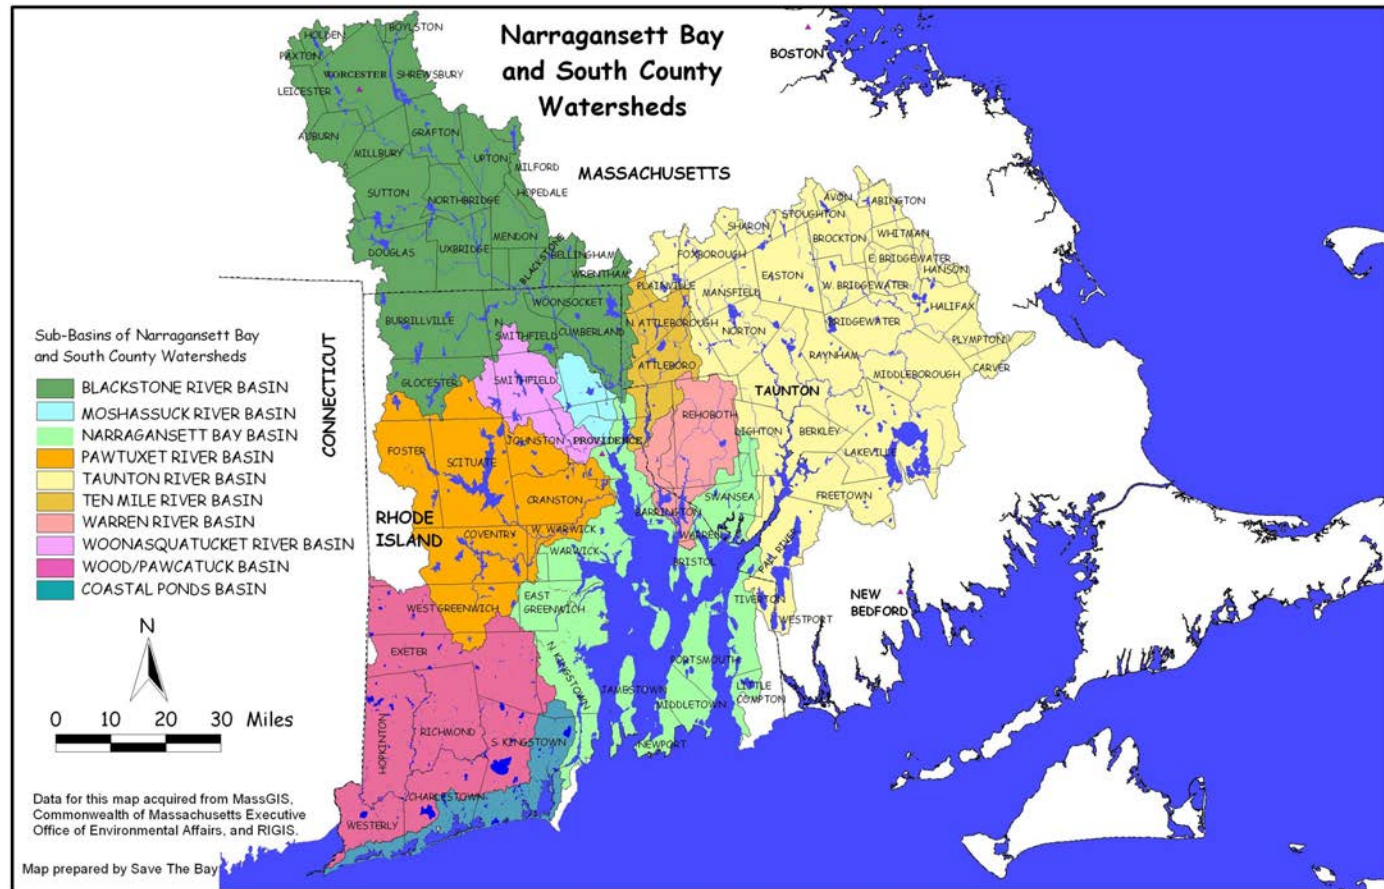 Narragansett Bay
and South County
Watersheds
BOSTON
HOLDEN
BOYLSTON
PAXTON
WORCESTER
SHREWSBURY
LEICESTER
AUBURN
GRAFTON
MILLBURY
UPTON
MILFORD
MASSACHUSETTS
SUTTON
HOPEDALE
NORTHBRIDGE
AVON
ABINGTON
STOUGHTON
SHARON
MENDON
BROCKTON
WHITMAN
DOUGLAS
UXBRIDGE
BLACKSTONE
BELLINGHAM
FOXBOROUGH
E. BRIDGEWATER
WRENTHAM
EASTON
HANSON
PLAINVILLE
MANSFIELD
W. BRIDGEWATER
WOONSOCKET
HALIFAX
BURRILLVILLE
N.
SMITHFIELD
CUMBERLAND
N. ATTLEBOROUGH
NORTON
BRIDGEWATER
PLYMPTON
RAYNHAM
ATTLEBORO
CARVER
GLOCESTER
SMITHFIELD
MIDDLEBOROUGH
TAUNTON
REHOBOTH
DIGHTON
BERKLEY
JOHNSTON
PROVIDENCE
FOSTER
SCITUATE
LAKEVILLE
CRANSTON
SWANSEA
FREETOWN
BARRINGTON
RHODE
ISLAND
CONNECTICUT
COVENTRY
W. WARWICK
WARWICK
WARREN
BRISTOL
FALL RIVER
EAST
GREENWICH
WEST GREENWICH
TIVERTON
WESTPORT
NEW
BEDFORD
EXETER
N. KINGSTOWN
PORTSMOUTH
JAMESTOWN
LITTLE
COMPTON
MIDDLETOWN
HOPKINTON
RICHMOND
S. KINGSTOWN
NEWPORT
CHARLESTOWN
WESTERLY
Sub-Basins of Narragansett Bay
and South County Watersheds
BLACKSTONE RIVER BASIN
MOSHASSUCK RIVER BASIN
NARRAGANSETT BAY BASIN
PAWTUXET RIVER BASIN
TAUNTON RIVER BASIN
TEN MILE RIVER BASIN
WARREN RIVER BASIN
WOONASQUATUCKET RIVER BASIN
WOOD/PAWCATUCK BASIN
COASTAL PONDS BASIN
N
0 10 20 30 Miles
Data for this map acquired from MassGIS,
Commonwealth of Massachusetts Executive
Office of Environmental Affairs, and RIGIS.
Map prepared by Save The Bay